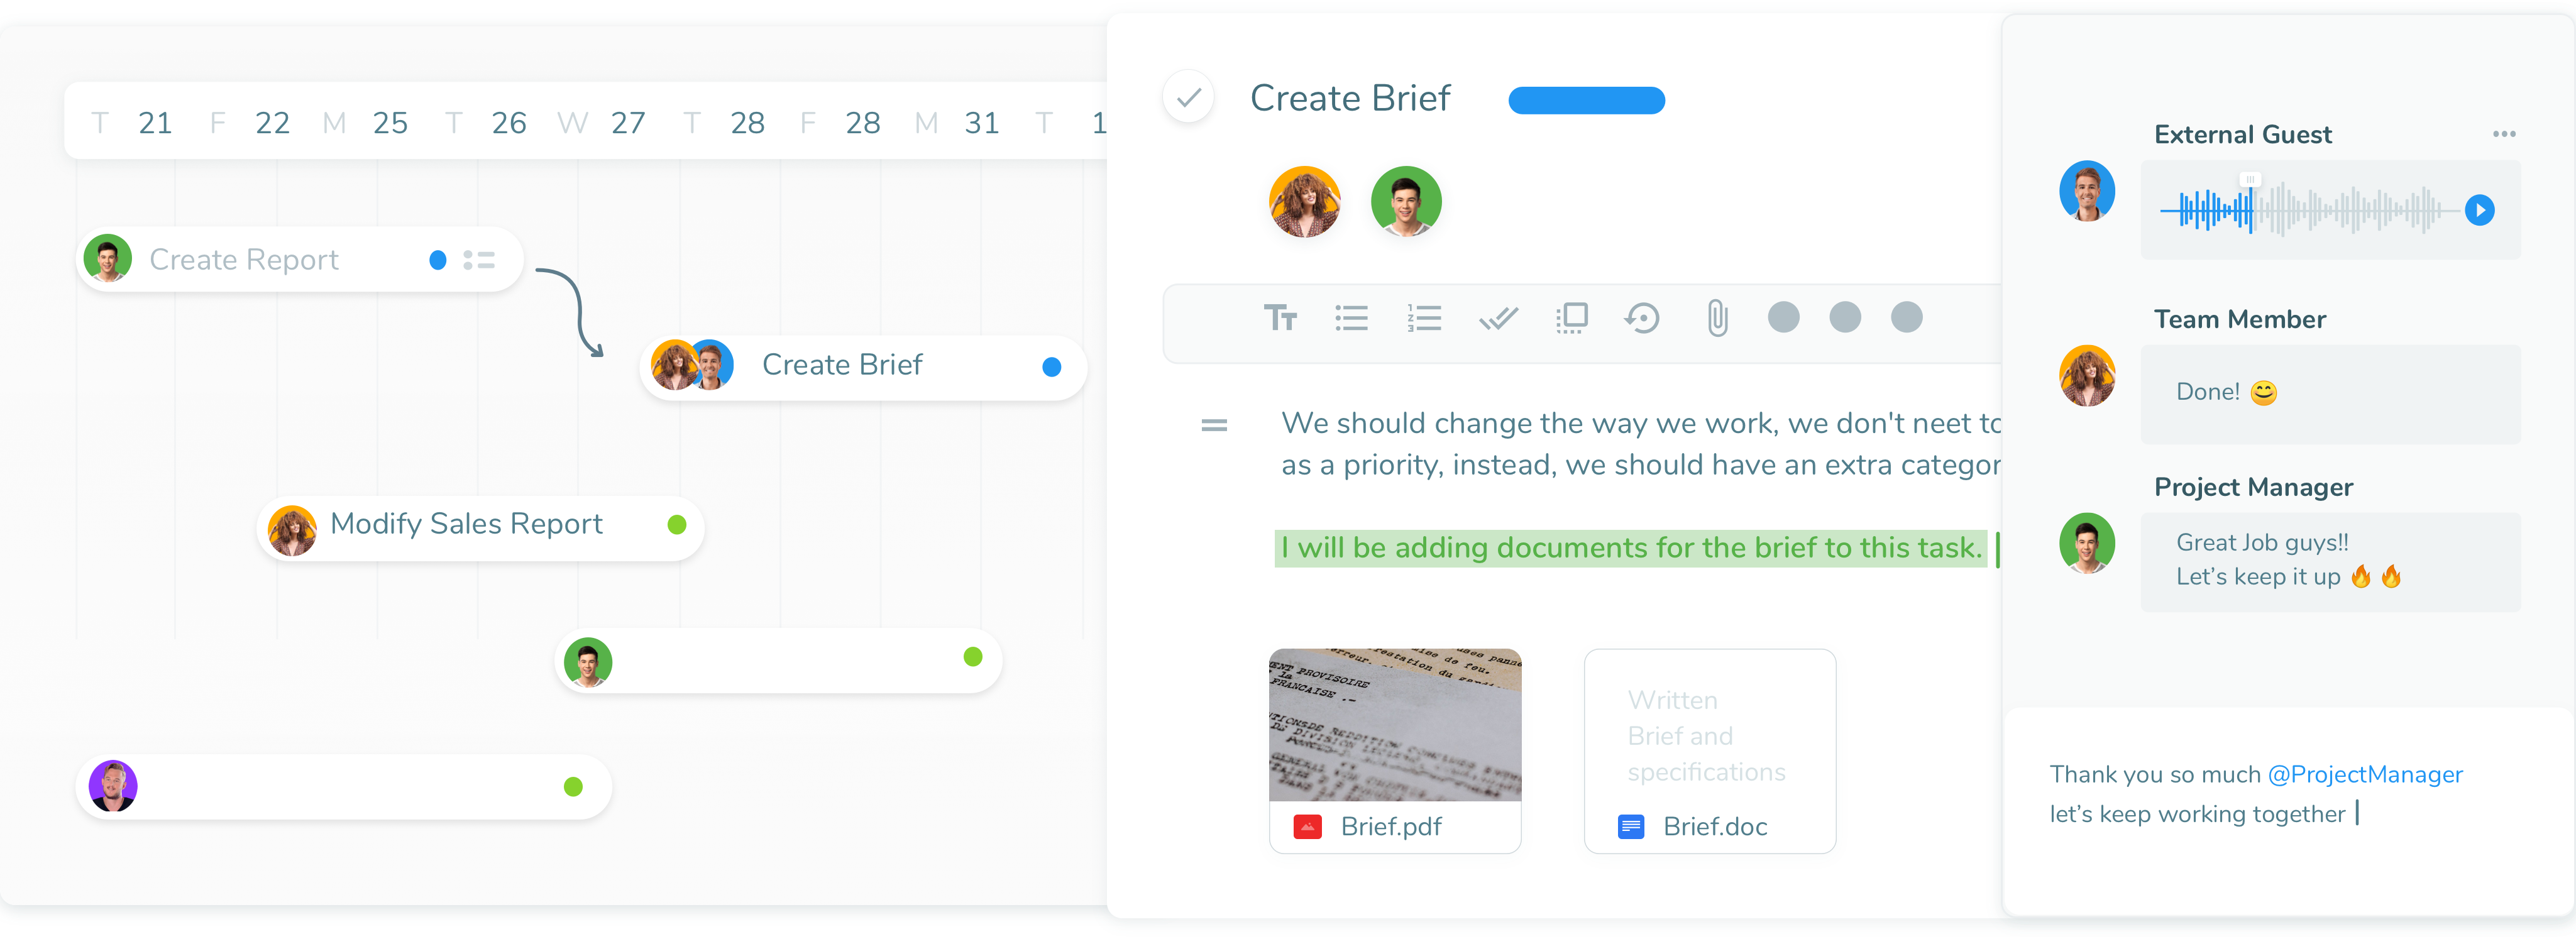 T 21 F 22 M 25 T 26 W 27 T 28 F 28 M 31 T 1
Create Report
Create Brief
Modify Sales Report
Create Brief
We should change the way we work, we don't neet to
as a priority, instead, we should have an extra categor
I will be adding documents for the brief to this task.
PROVISOIRE
la
FRANCAISE .-
DE DIVISION
Brief.pdf
Written
Brief and
specifications
Brief.doc
External Guest
Team Member
Done! 😊
Project Manager
Great Job guys!!
Let’s keep it up 🔥 🔥
Thank you so much @ProjectManager
let’s keep working together